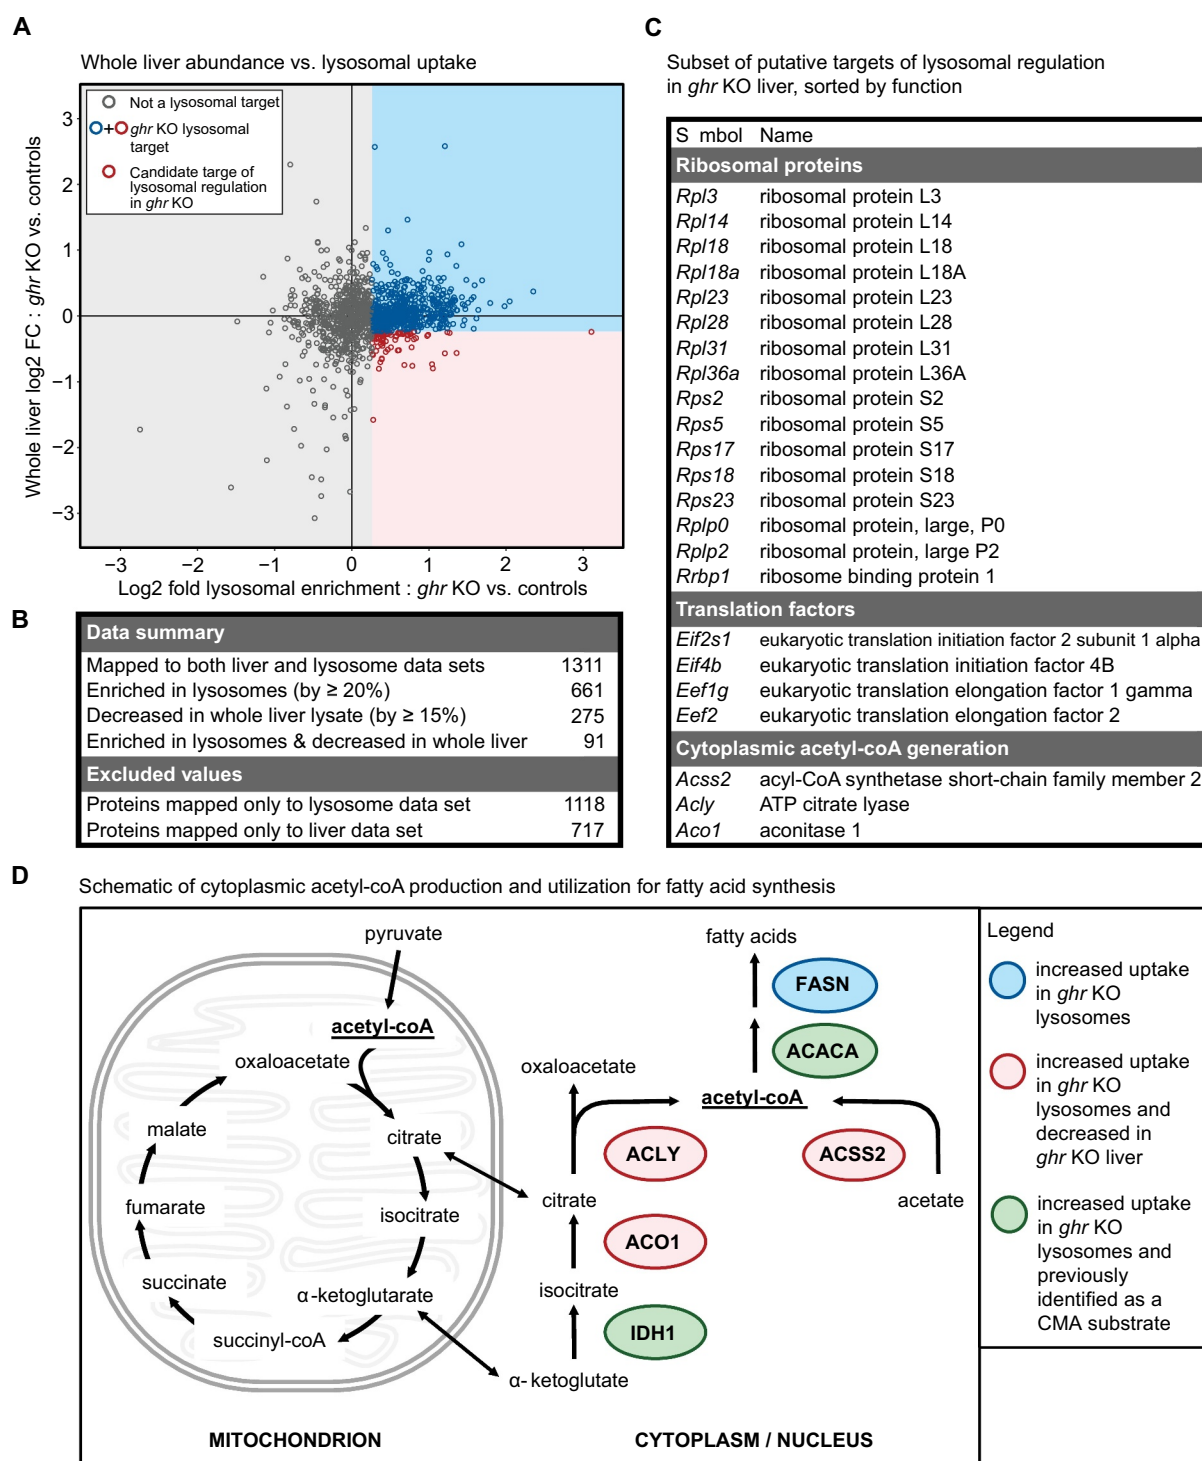 A
Whole liver abundance vs. lysosomal uptake
Whole liver log2 FC : ghr KO vs. controls
3
2
1
0
−1
−2
−3
Not a lysosomal target
+ ghr KO lysosomal
target
Candidate targe of
lysosomal regulation
in ghr KO
−3 −2 −1 0 1 2 3
Log2 fold lysosomal enrichment : ghr KO vs. controls
B
Data summary
Mapped to both liver and lysosome data sets 1311
Enriched in lysosomes (by ≥ 20%) 661
Decreased in whole liver lysate (by ≥ 15%) 275
Enriched in lysosomes & decreased in whole liver 91
Excluded values
Proteins mapped only to lysosome data set 1118
Proteins mapped only to liver data set 717
C
Subset of putative targets of lysosomal regulation
in ghr KO liver, sorted by function
S mbol Name
Ribosomal proteins
Rpl3 ribosomal protein L3
Rpl14 ribosomal protein L14
Rpl18 ribosomal protein L18
Rpl18a ribosomal protein L18A
Rpl23 ribosomal protein L23
Rpl28 ribosomal protein L28
Rpl31 ribosomal protein L31
Rpl36a ribosomal protein L36A
Rps2 ribosomal protein S2
Rps5 ribosomal protein S5
Rps17 ribosomal protein S17
Rps18 ribosomal protein S18
Rps23 ribosomal protein S23
Rplp0 ribosomal protein, large, P0
Rplp2 ribosomal protein, large P2
Rrbp1 ribosome binding protein 1
Translation factors
Eif2s1 eukaryotic translation initiation factor 2 subunit 1 alpha
Eif4b eukaryotic translation initiation factor 4B
Eef1g eukaryotic translation elongation factor 1 gamma
Eef2 eukaryotic translation elongation factor 2
Cytoplasmic acetyl-coA generation
Acss2 acyl-CoA synthetase short-chain family member 2
Acly ATP citrate lyase
Aco1 aconitase 1
D
Schematic of cytoplasmic acetyl-coA production and utilization for fatty acid synthesis
pyruvate
acetyl-coA
oxaloacetate
citrate
malate
isocitrate
fumarate
α-ketoglutarate
succinate
succinyl-coA
MITOCHONDRION
fatty acids
FASN
ACACA
oxaloacetate
acetyl-coA
ACLY
ACSS2
citrate
acetate
ACO1
isocitrate
IDH1
α- ketoglutate
CYTOPLASM / NUCLEUS
Legend
increased uptake
in ghr KO
lysosomes
increased uptake
in ghr KO
lysosomes and
decreased in
ghr KO liver
increased uptake
in ghr KO
lysosomes and
previously
identified as a
CMA substrate